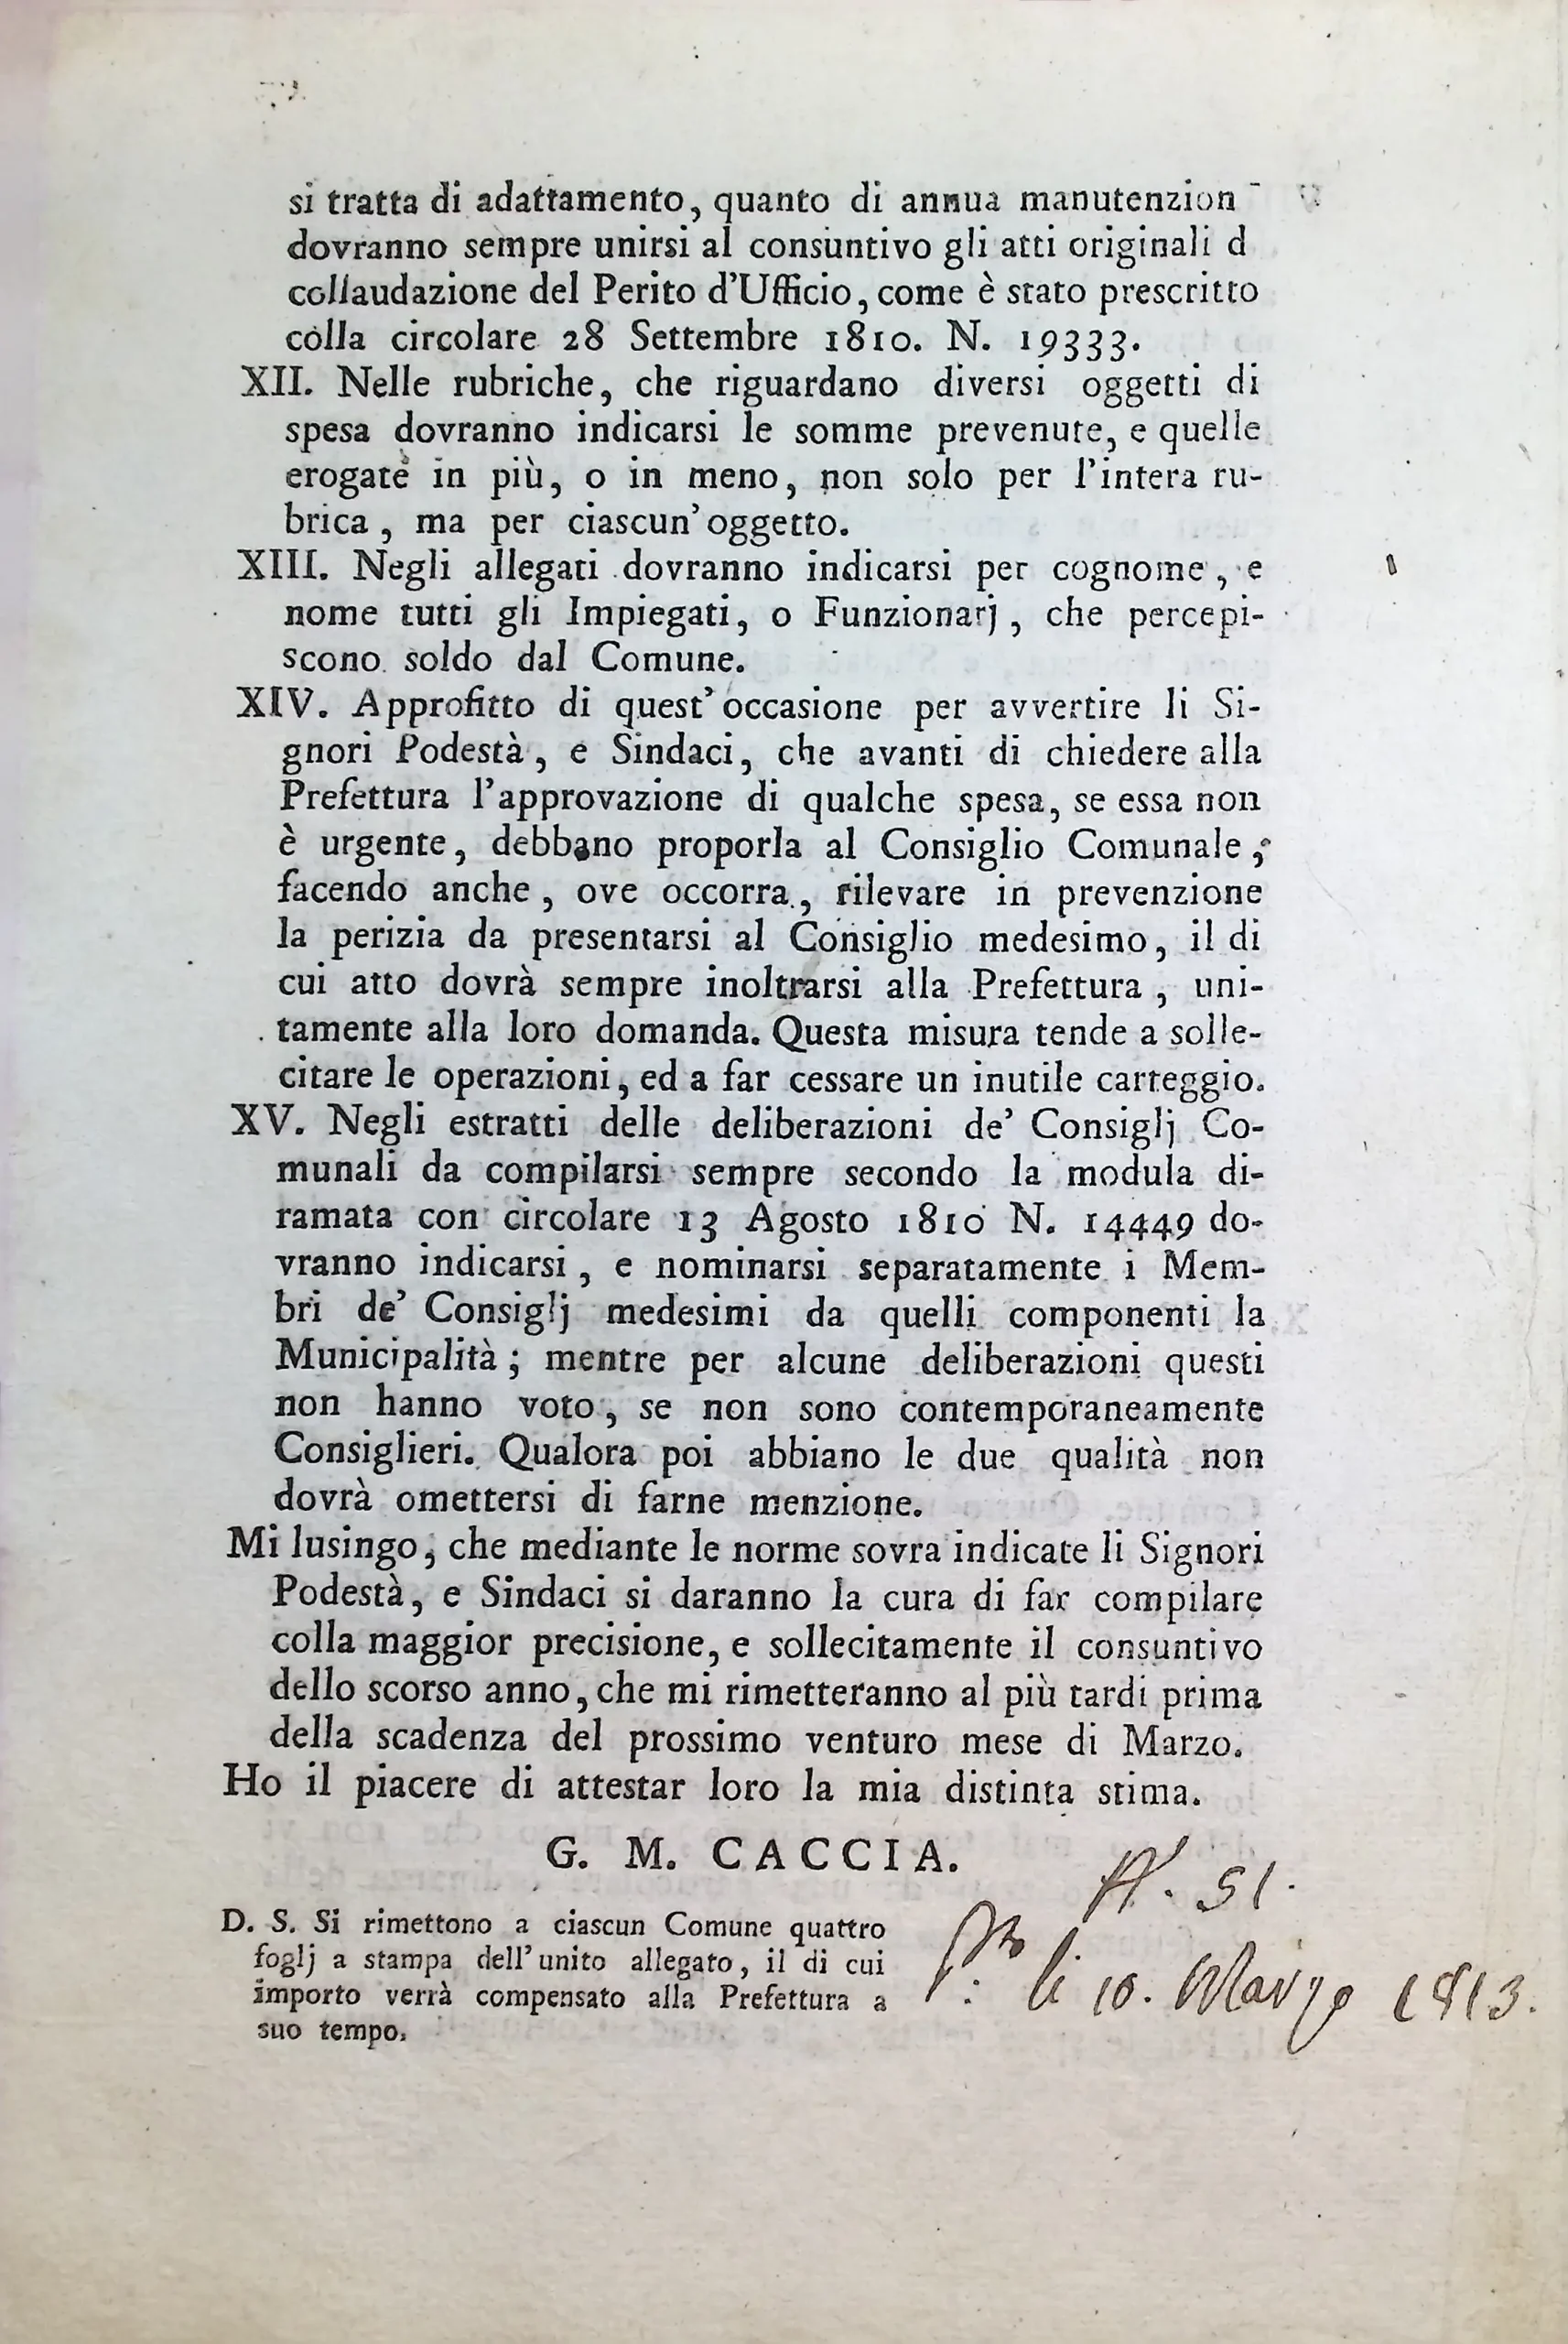 si tratta di adattamento, quanto di annua manutenzion
dovranno sempre unirsi al consuntivo gli atti originali d
collaudazione del Perito d'Ufficio, come è stato prescritto
colla circolare 28 Settembre 1810. N. 19333.
XII. Nelle rubriche, che riguardano diversi oggetti di
spesa dovranno indicarsi le somme prevenute, e quelle
erogate in più, o in meno, non solo per l'intera ru-
brica, ma per ciascun'oggetto.
XIII. Negli allegati dovranno indicarsi per cognome, e
nome tutti gli Impiegati, o Funzionarj, che percepi-
scono soldo dal Comune.
XIV. Approfitto di quest'occasione per avvertire li Si-
gnori Podestà, e Sindaci, che avanti di chiedere alla
Prefettura l'approvazione di qualche spesa, se essa non
è urgente, debbano proporla al Consiglio Comunale,
facendo anche, ove occorra, rilevare in prevenzione
la perizia da presentarsi al Consiglio medesimo, il di
cui atto dovrà sempre inoltrarsi alla Prefettura, uni-
tamente alla loro domanda. Questa misura tende a solle-
citare le operazioni, ed a far cessare un inutile carteggio.
XV. Negli estratti delle deliberazioni de' Consiglj Co-
munali da compilarsi sempre secondo la modula di-
ramata con circolare 13 Agosto 1810 N. 14449 do-
vranno indicarsi, e nominarsi separatamente i Mem-
bri de' Consiglj medesimi da quelli componenti la
Municipalità; mentre per alcune deliberazioni questi
non hanno voto, se non sono contemporaneamente
Consiglieri. Qualora poi abbiano le due qualità non
dovrà omettersi di farne menzione.
Mi lusingo, che mediante le norme sovra indicate li Signori
Podestà, e Sindaci si daranno la cura di far compilare
colla maggior precisione, e sollecitamente il consuntivo
dello scorso anno, che mi rimetteranno al più tardi prima
della scadenza del prossimo venturo mese di Marzo.
Ho il piacere di attestar loro la mia distinta stima.
G. M. CACCIA.
D. S. Si rimettono a ciascun Comune quattro
foglj a stampa dell'unito allegato, il di cui
importo verrà compensato alla Prefettura a
suo tempo.
N. 51.
li 10. Marzo 1813.